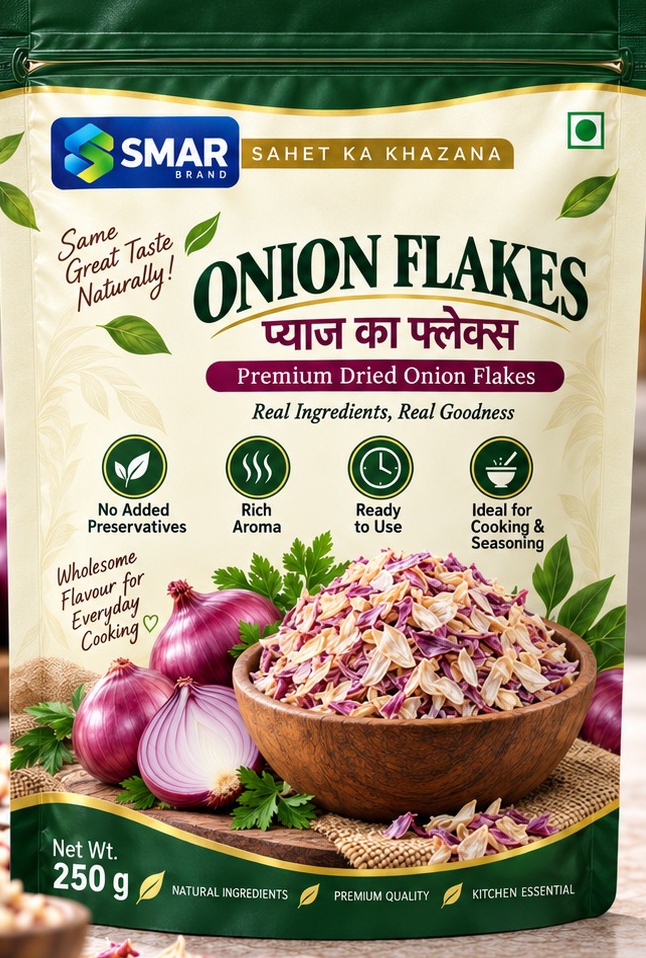 SMAR
BRAND
SAHET KA KHAZANA
Same
Great Taste
Naturally!
ONION FLAKES
प्याज का फ्लेक्स
Premium Dried Onion Flakes
Real Ingredients, Real Goodness
No Added
Preservatives
Rich
Aroma
Ready
to Use
Ideal for
Cooking &
Seasoning
Wholesome
Flavour for
Everyday
Cooking
Net Wt.
250 g
NATURAL INGREDIENTS
PREMIUM QUALITY
KITCHEN ESSENTIAL